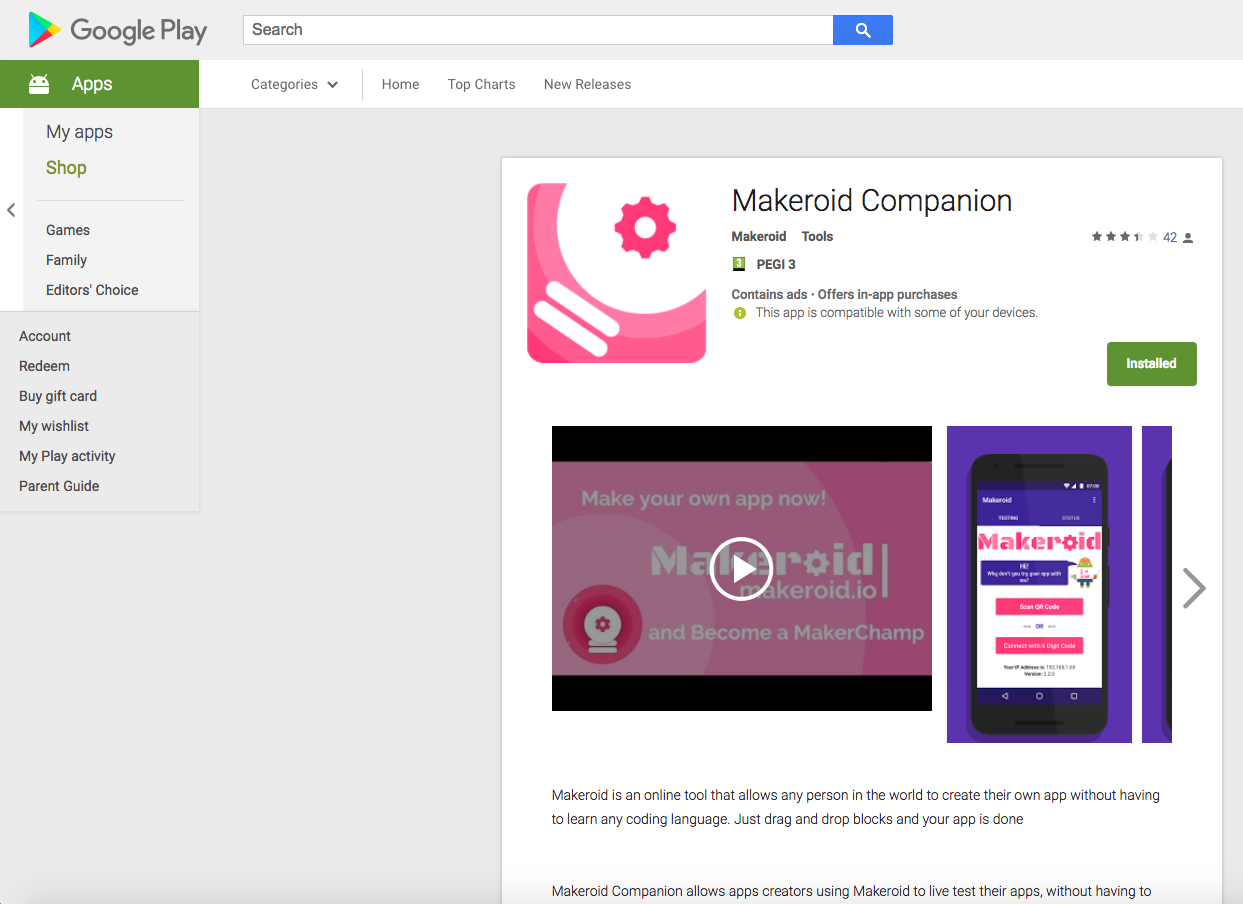 Google Play
Search
Apps
Categories
Home
Top Charts
New Releases
My apps
Shop
Games
Family
Editors' Choice
Account
Redeem
Buy gift card
My wishlist
My Play activity
Parent Guide
Makeroid Companion
Makeroid Tools
42
3 PEGI 3
Contains ads · Offers in-app purchases
This app is compatible with some of your devices.
Installed
Make your own app now!
Makeroid
makeroid.io
and Become a MakerChamp
07:00
Makeroid
TESTING STATUS
Makeroid
Hi!
Why don't you try your app with
me?
Scan QR Code
OR
Connect with 6 Digit Code
Your IP Address is: 192.168.1.69
Version: 2.2.0
Makeroid is an online tool that allows any person in the world to create their own app without having
to learn any coding language. Just drag and drop blocks and your app is done
Makeroid Companion allows apps creators using Makeroid to live test their apps, without having to